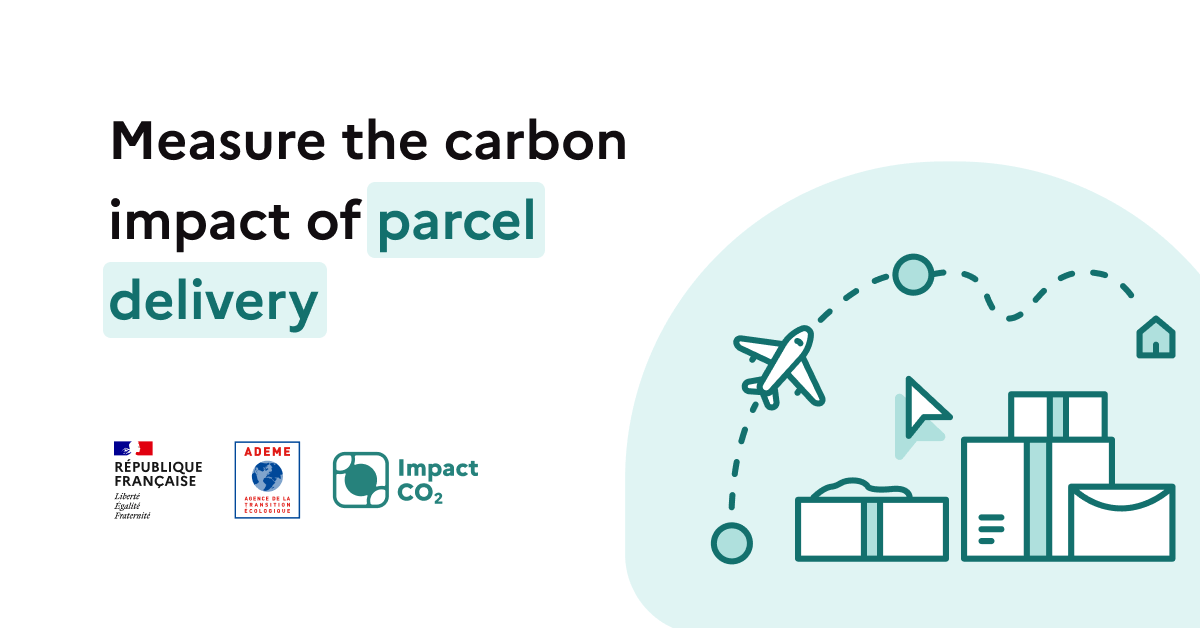 Measure the carbon
impact of parcel
delivery
RÉPUBLIQUE
FRANÇAISE
Liberté
Égalité
Fraternité
ADEME
AGENCE DE LA
TRANSITION
ÉCOLOGIQUE
Impact
CO₂